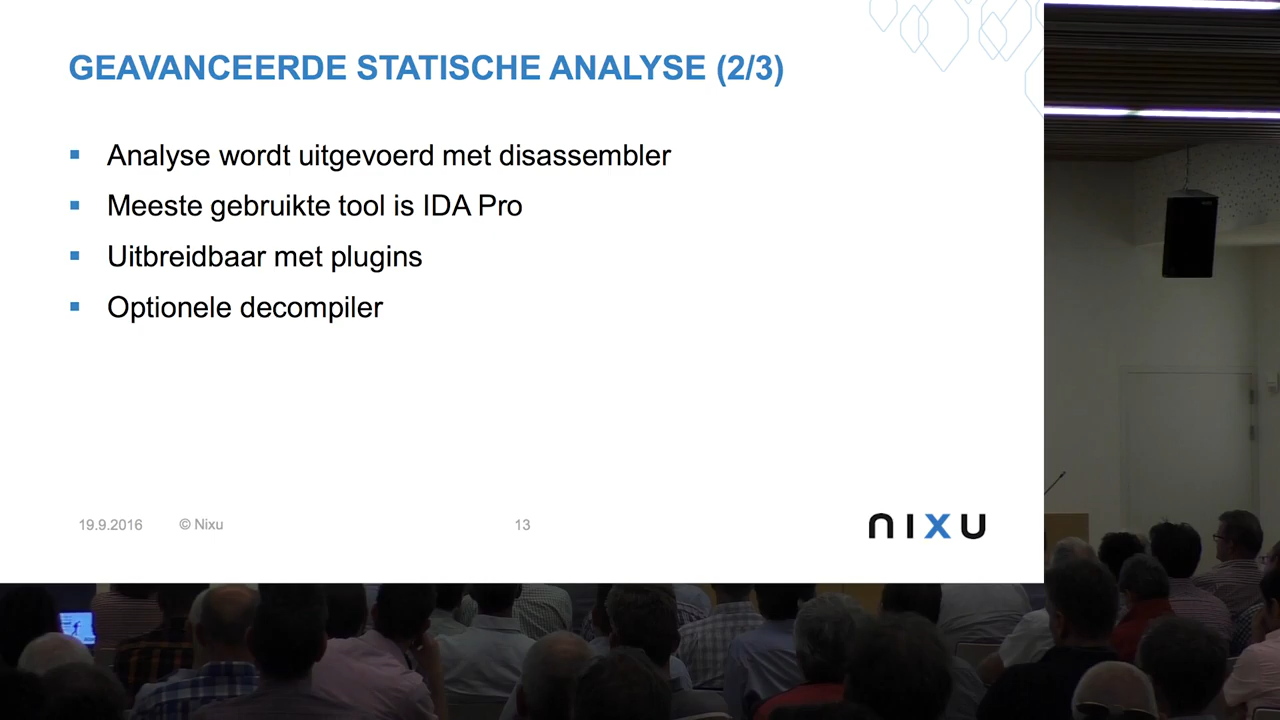 GEAVANCEERDE STATISCHE ANALYSE (2/3)
Analyse wordt uitgevoerd met disassembler
Meeste gebruikte tool is IDA Pro
Uitbreidbaar met plugins
Optionele decompiler
19.9.2016 © Nixu 13
NIXU